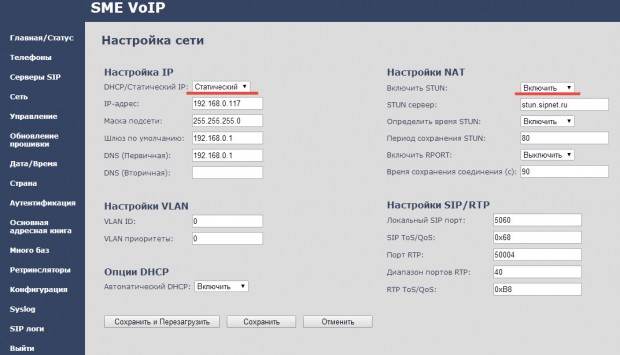 SME VoIP
Главная/Статус
Телефоны
Серверы SIP
Сеть
Управление
Обновление
прошивки
Дата/Время
Страна
Аутентификация
Основная
адресная книга
Много баз
Ретринсляторы
Конфигурация
Syslog
SIP логи
Выйти
Настройка сети
Настройка IP
DHCP/Статический IP: Статический
IP-адрес: 192.168.0.117
Маска подсети: 255.255.255.0
Шлюз по умолчанию: 192.168.0.1
DNS (Первичная): 192.168.0.1
DNS (Вторичная):
Настройки VLAN
VLAN ID: 0
VLAN приоритеты: 0
Опции DHCP
Автоматический DHCP: Включить
Настройки NAT
Включить STUN: Включить
STUN сервер: stun.sipnet.ru
Определить время STUN: Включить
Период сохранения STUN: 80
Включить RPORT: Выключить
Время сохранения соединения (с): 90
Настройки SIP/RTP
Локальный SIP порт: 5060
SIP ToS/QoS: 0x68
Порт RTP: 50004
Диапазон портов RTP: 40
RTP ToS/QoS: 0xB8
Сохранить и Перезагрузить Сохранить Отменить